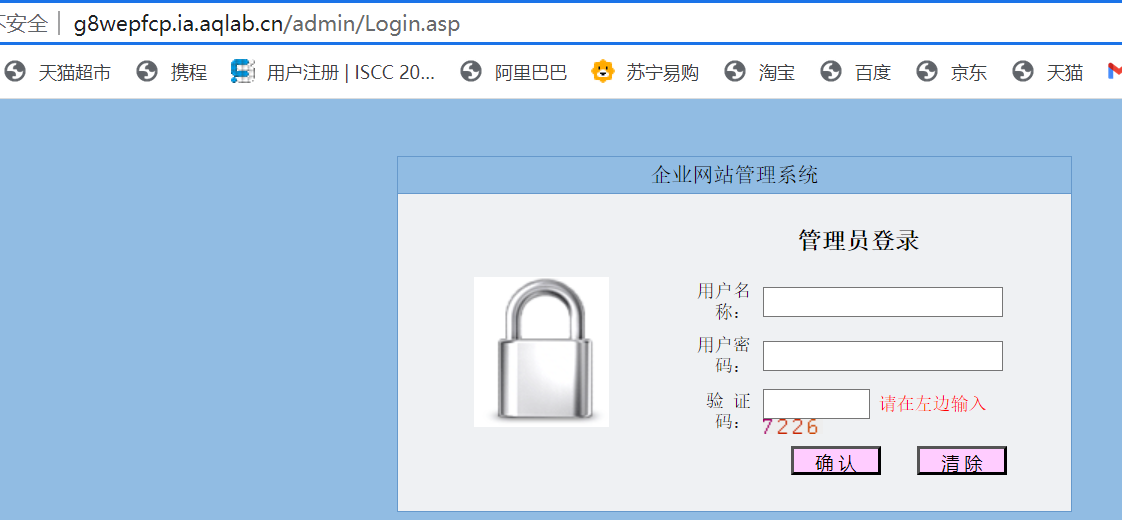 不安全 g8wepfcp.ia.aqlab.cn/admin/Login.asp
天猫超市 携程 用户注册 | ISCC 20... 阿里巴巴 苏宁易购 淘宝 百度 京东 天猫
企业网站管理系统
管理员登录
用户名
称：
用户密
码：
验 证
码： 请在左边输入
7226
确 认 清 除